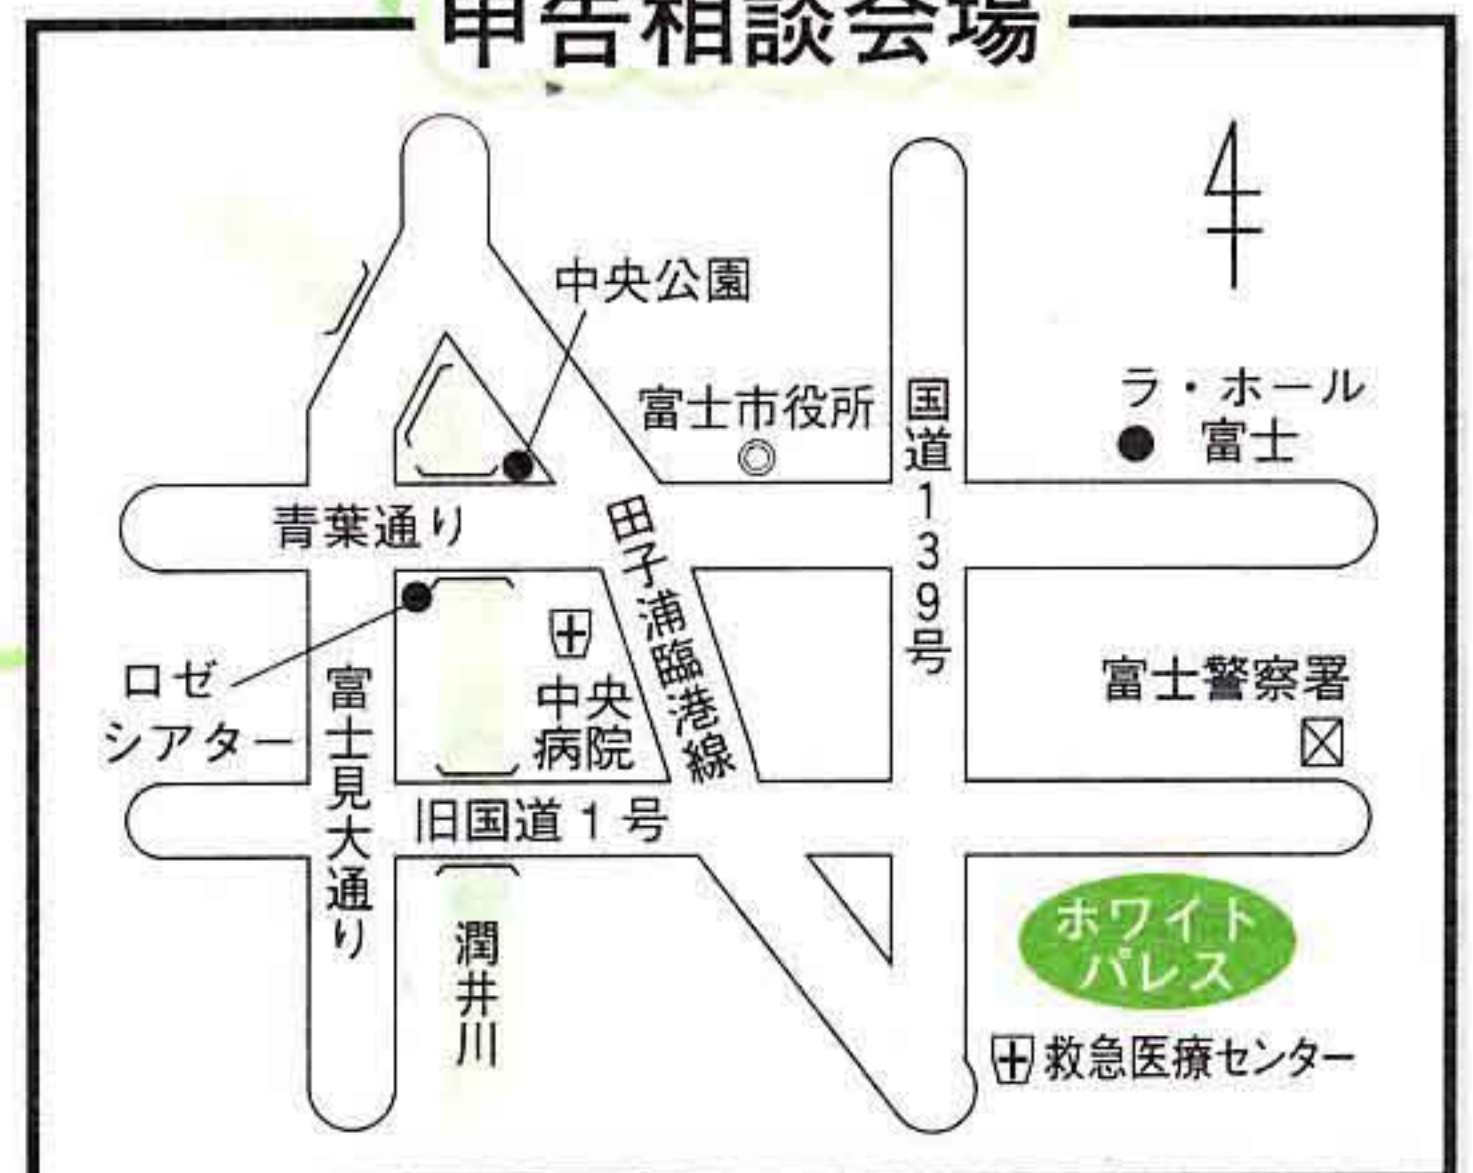 申告相談会場
中央公園
富士市役所
国道139号
ラ・ホール
富士
青葉通り
田子浦臨港線
ロゼ
シアター
富士見大通り
中央
病院
富士警察署
旧国道1号
潤井川
ホワイト
パレス
救急医療センター